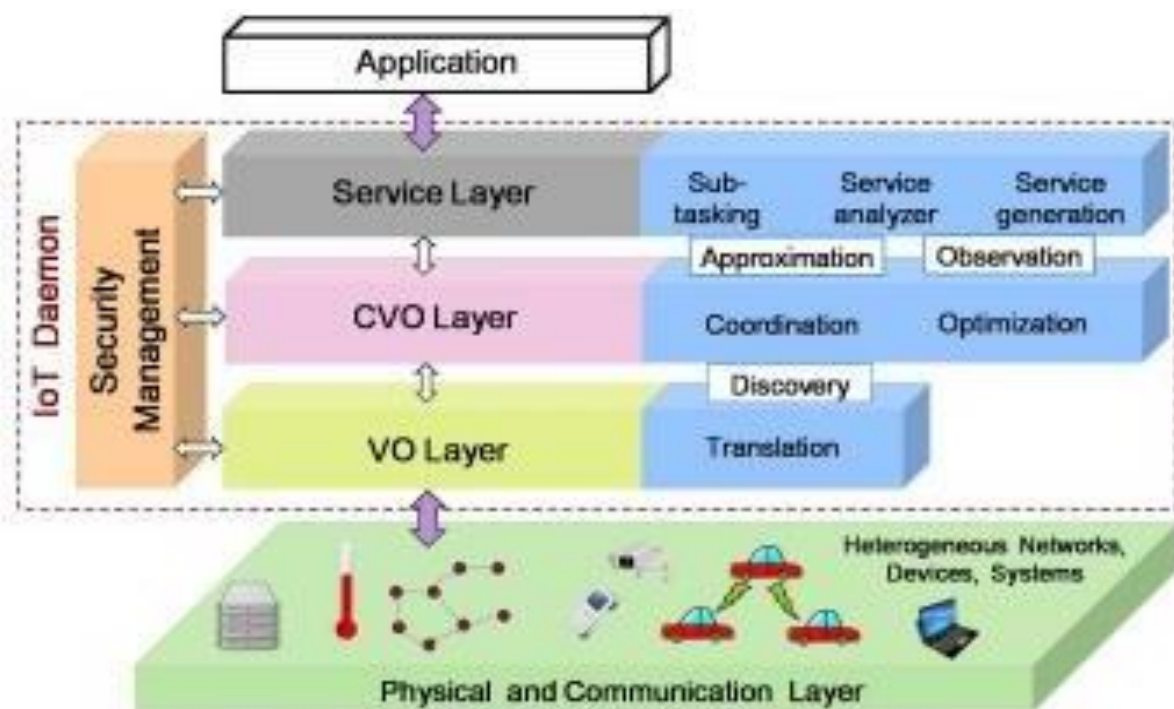 Application
IoT Daemon
Security
Management
Service Layer
Sub-
tasking
Service
analyzer
Service
generation
Approximation
Observation
CVO Layer
Coordination
Optimization
Discovery
VO Layer
Translation
Heterogeneous Networks,
Devices, Systems
Physical and Communication Layer